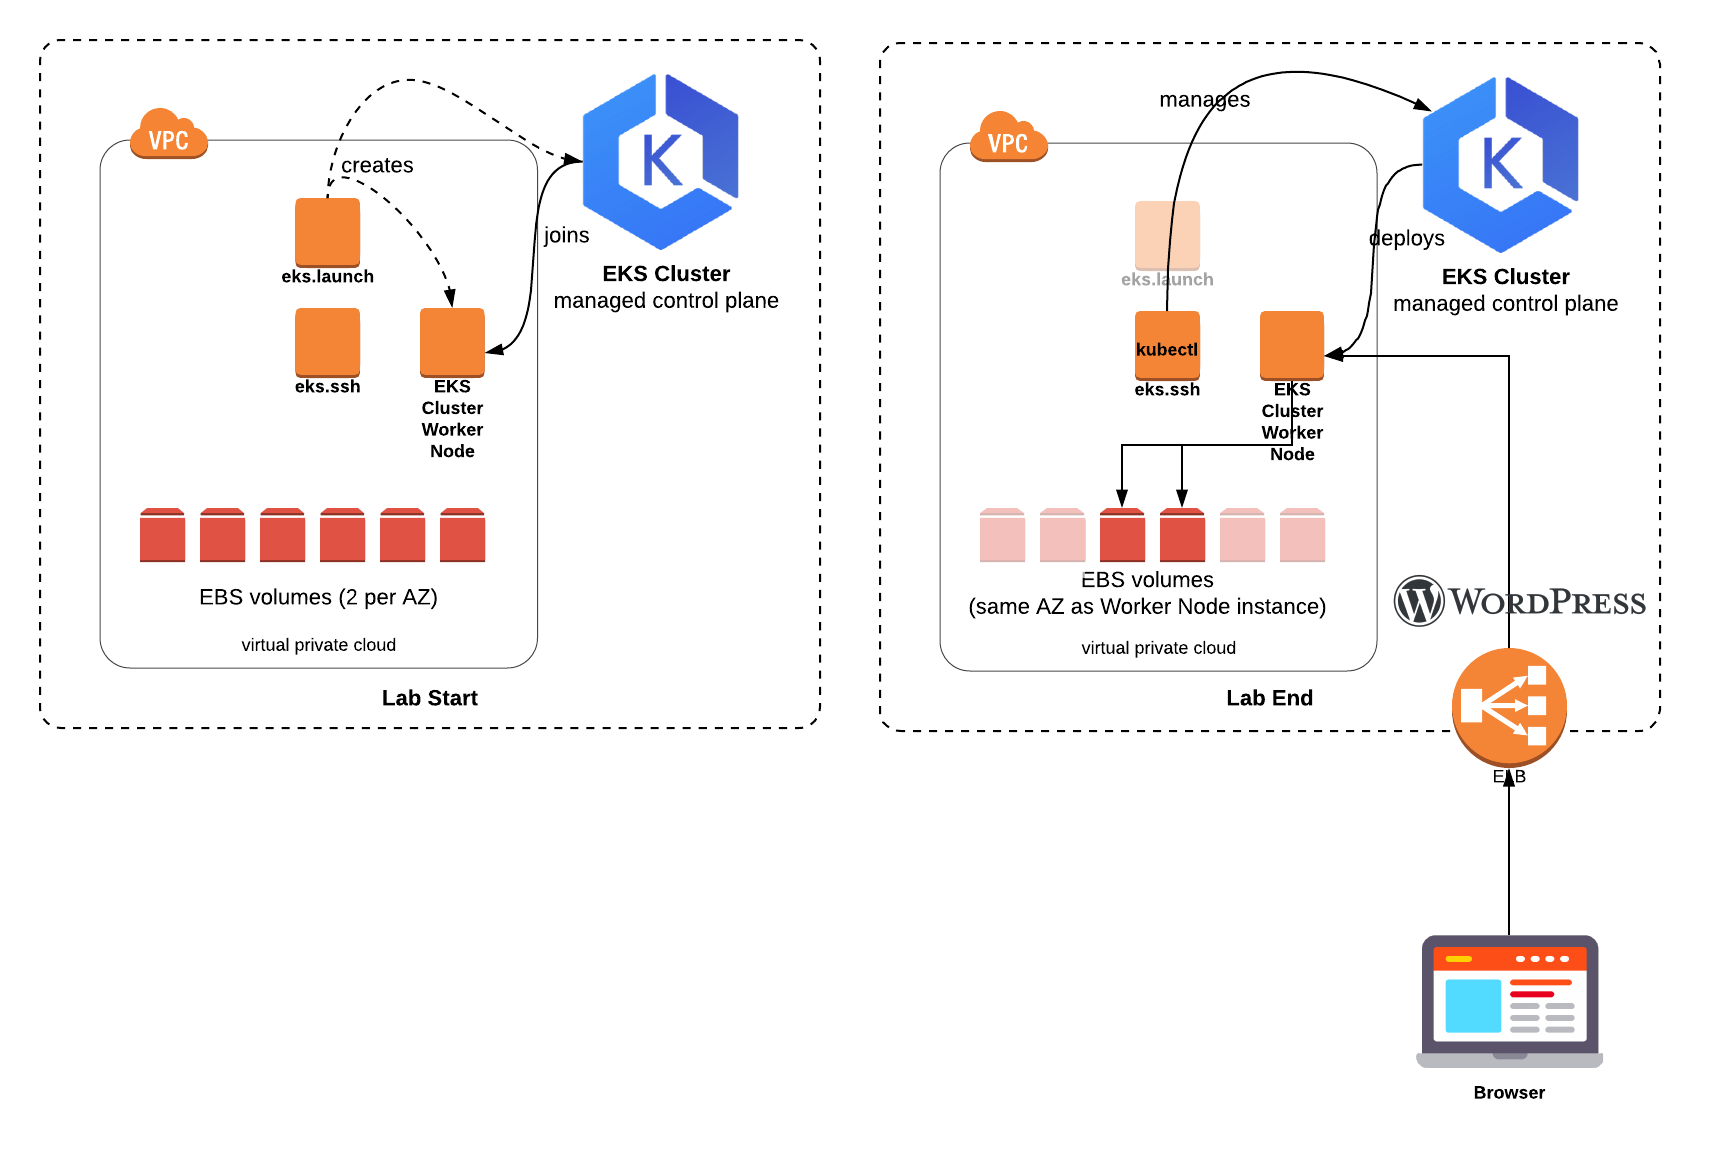 VPC
creates
joins
eks.launch
eks.ssh
EKS
Cluster
Worker
Node
K
EKS Cluster
managed control plane
EBS volumes (2 per AZ)
virtual private cloud
Lab Start
manages
VPC
deploys
eks.launch
kubectl
eks.ssh
EKS
Cluster
Worker
Node
K
EKS Cluster
managed control plane
EBS volumes
(same AZ as Worker Node instance)
virtual private cloud
W WORDPRESS
Lab End
ELB
Browser